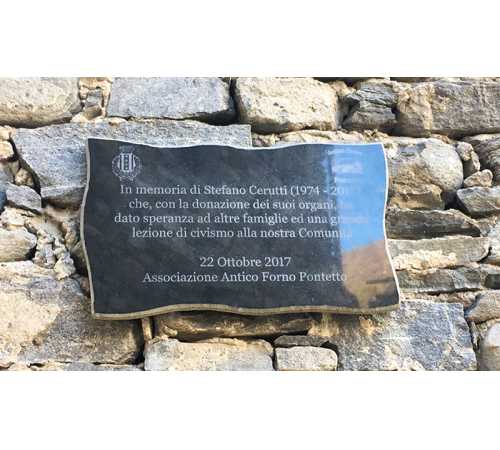 In memoria di Stefano Cerutti (1974 - 20
che, con la donazione dei suoi organi,
dato speranza ad altre famiglie ed una
lezione di civismo alla nostra Comunità
22 Ottobre 2017
Associazione Antico Forno Pontetto